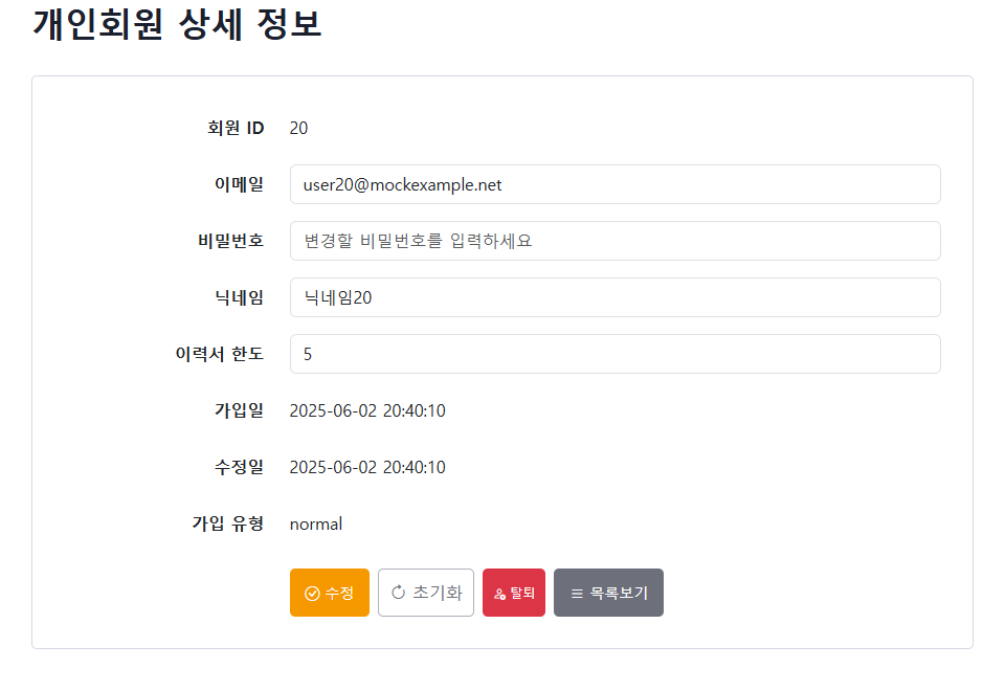 개인회원 상세 정보
회원 ID 20
이메일 user20@mockexample.net
비밀번호 변경할 비밀번호를 입력하세요
닉네임 닉네임20
이력서 한도 5
가입일 2025-06-02 20:40:10
수정일 2025-06-02 20:40:10
가입 유형 normal
수정 초기화 탈퇴 목록보기